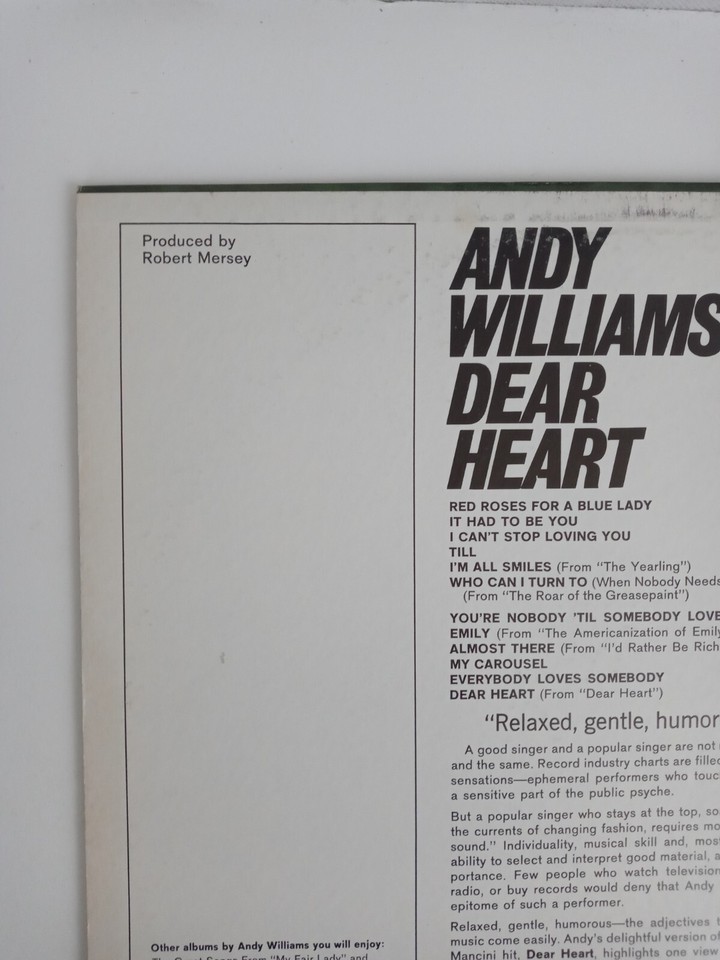 Produced by
Robert Mersey
ANDY
WILLIAMS
DEAR
HEART
RED ROSES FOR A BLUE LADY
IT HAD TO BE YOU
I CAN'T STOP LOVING YOU
TILL
I'M ALL SMILES (From "The Yearling")
WHO CAN I TURN TO (When Nobody Needs
(From "The Roar of the Greasepaint")
YOU'RE NOBODY 'TIL SOMEBODY LOVE
EMILY (From "The Americanization of Emily
ALMOST THERE (From "I'd Rather Be Rich
MY CAROUSEL
EVERYBODY LOVES SOMEBODY
DEAR HEART (From "Dear Heart")
"Relaxed, gentle, humor
A good singer and a popular singer are not
and the same. Record industry charts are filled
sensations—ephemeral performers who touc
a sensitive part of the public psyche.
But a popular singer who stays at the top, so
the currents of changing fashion, requires mo
sound." Individuality, musical skill and, mos
ability to select and interpret good material, a
portance. Few people who watch television
radio, or buy records would deny that Andy
epitome of such a performer.
Relaxed, gentle, humorous—the adjectives t
music come easily. Andy's delightful version of
Mancini hit, Dear Heart, highlights one view
Other albums by Andy Williams you will enjoy:
The Great Songs From "My Fair Lady" and